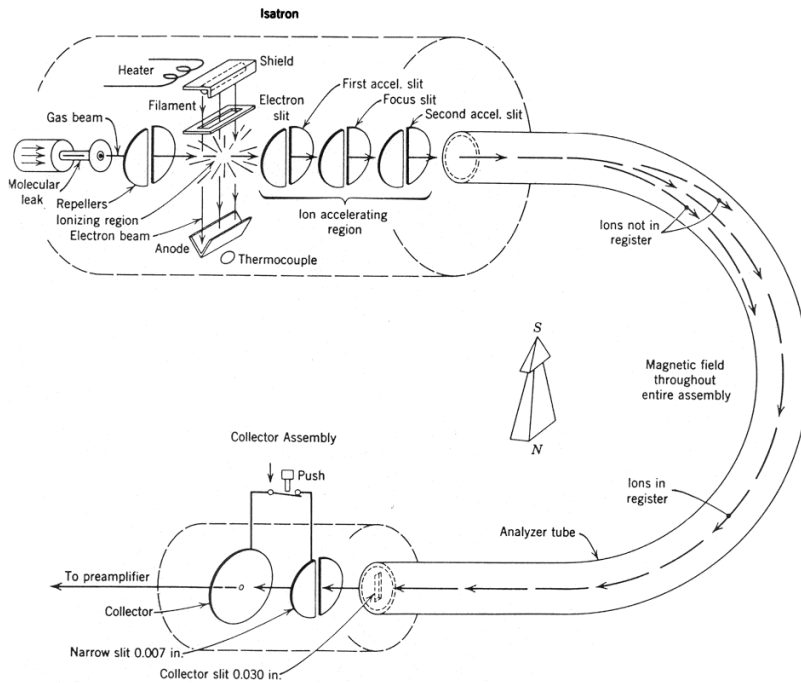 Isatron
Heater
Shield
Filament
Electron
slit
First accel. slit
Focus slit
Second accel. slit
Gas beam
Molecular
leak
Repellers
Ionizing region
Electron beam
Anode
Thermocouple
Ion accelerating
region
Ions not in
register
S
N
Magnetic field
throughout
entire assembly
Collector Assembly
Push
Ions in
register
Analyzer tube
To preamplifier
Collector
Narrow slit 0.007 in.
Collector slit 0.030 in.